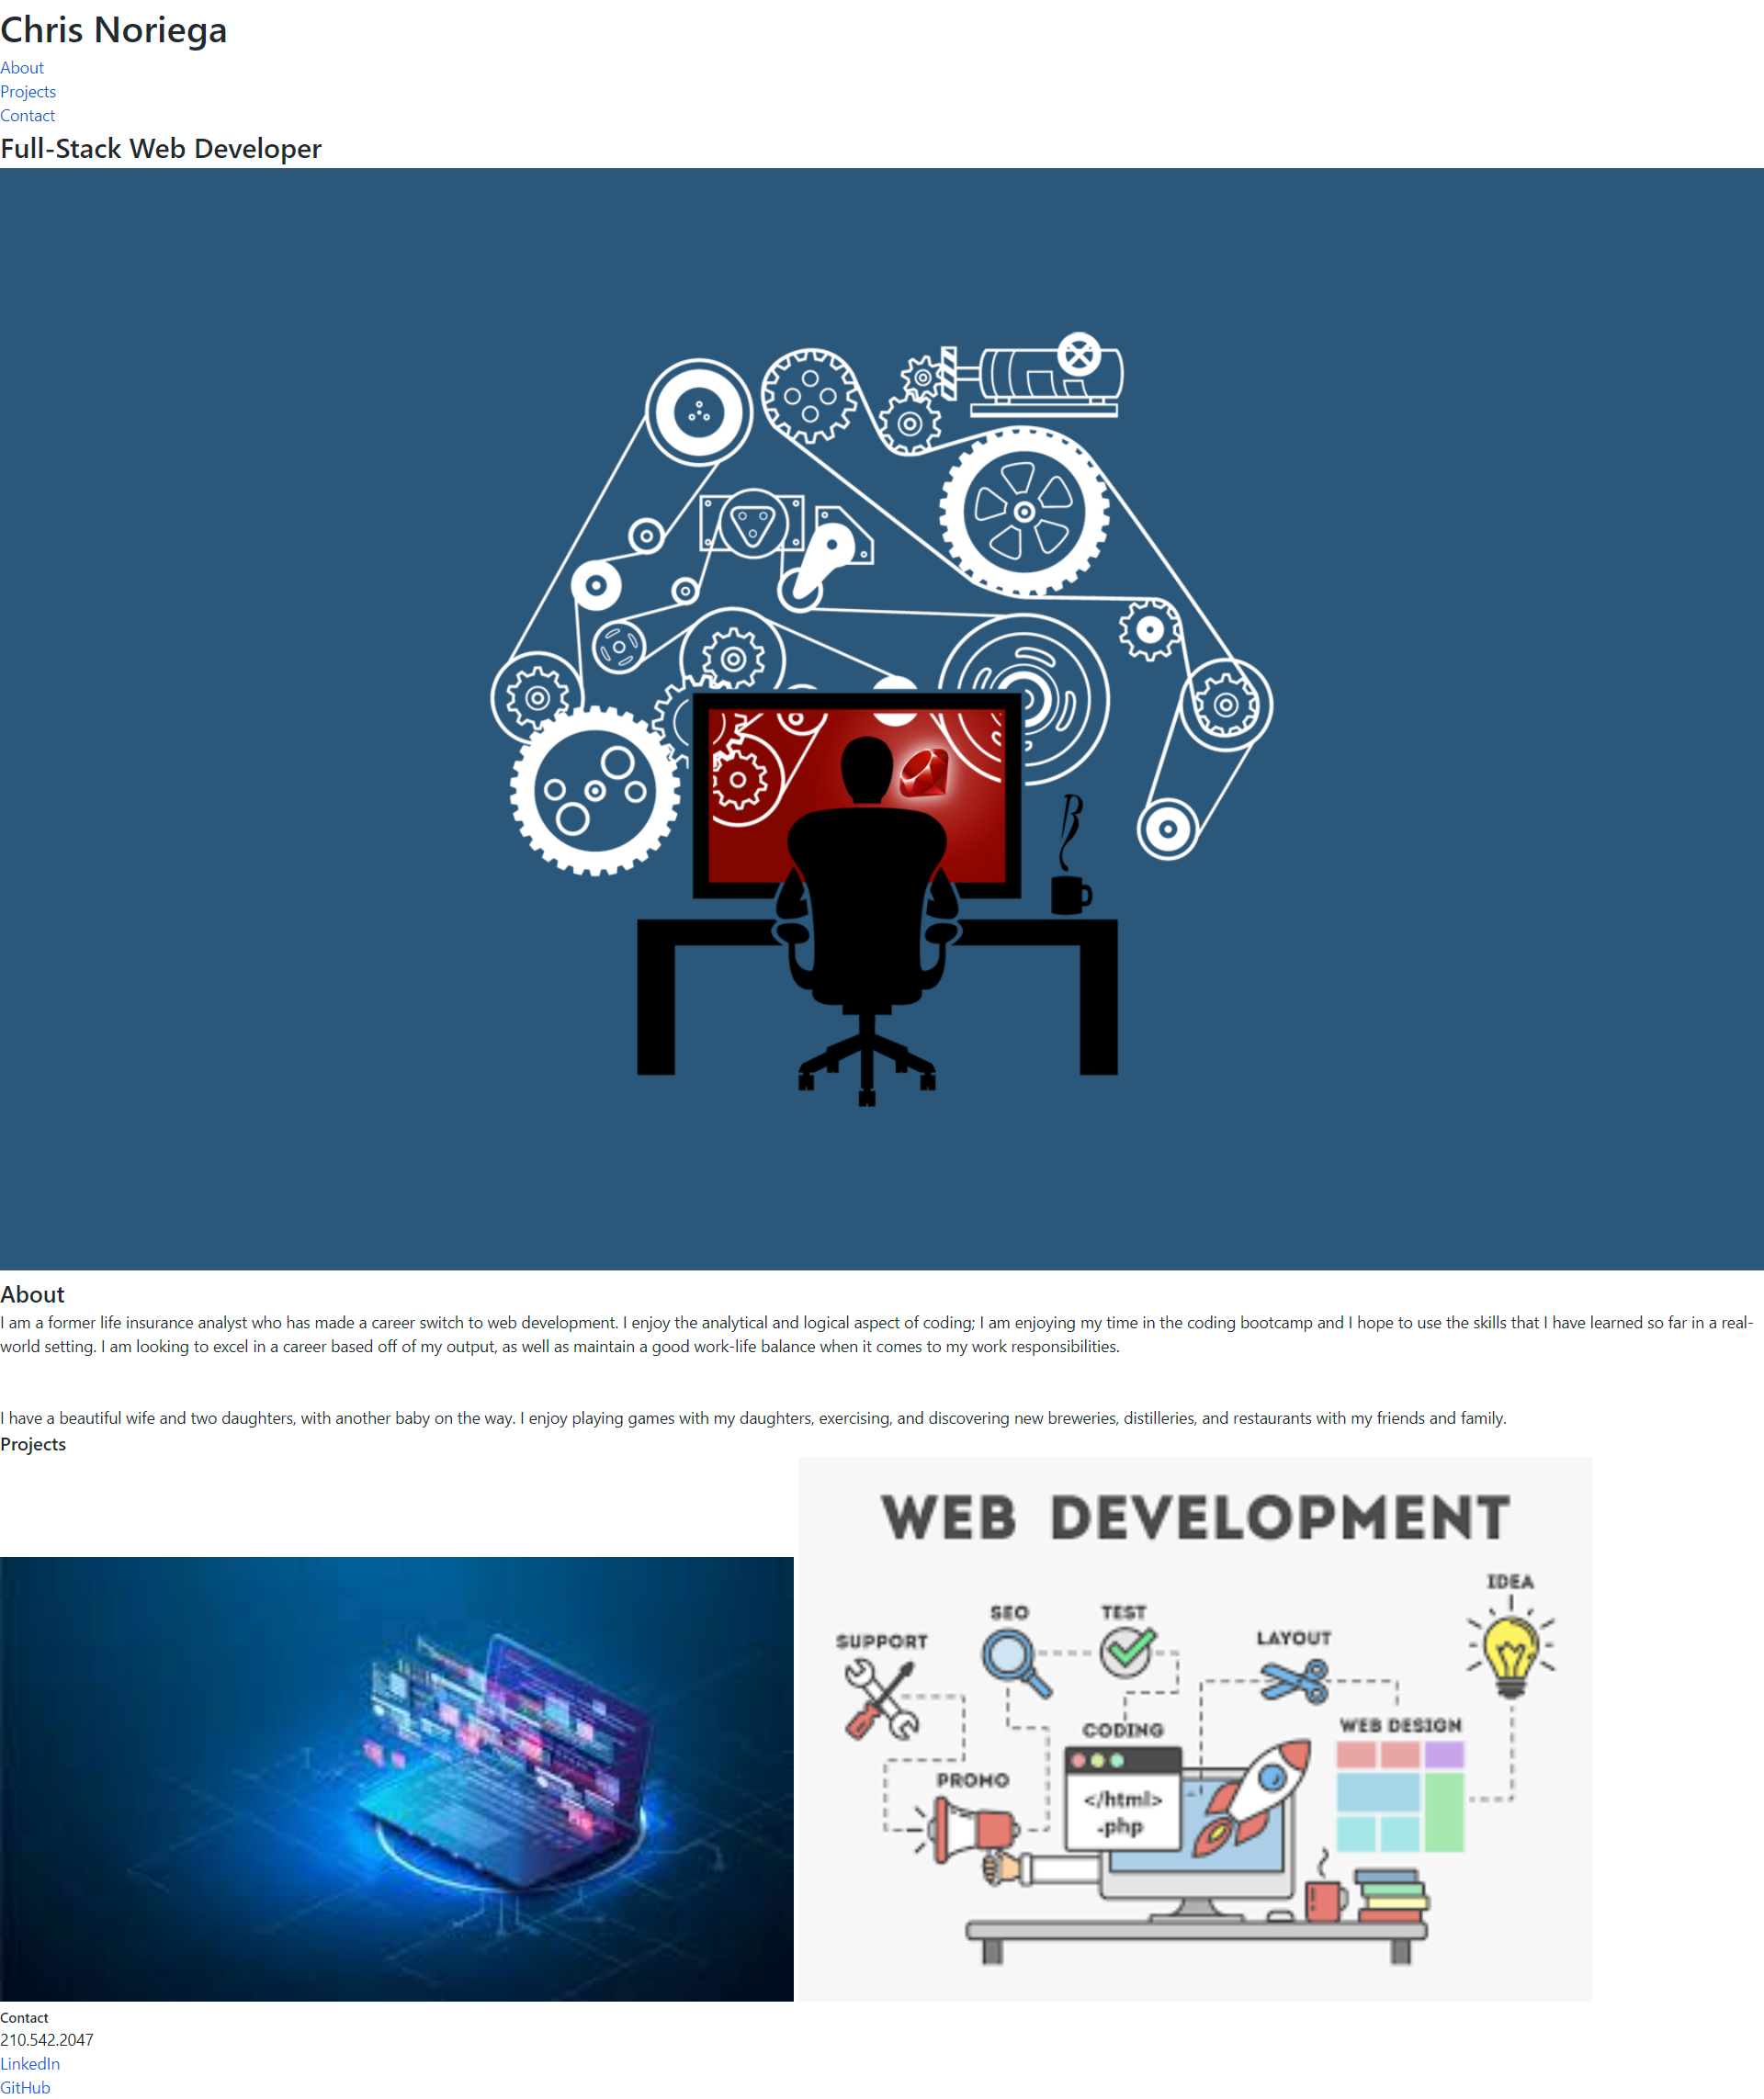 Chris Noriega
About
Projects
Contact
Full-Stack Web Developer
About
I am a former life insurance analyst who has made a career switch to web development. I enjoy the analytical and logical aspect of coding; I am enjoying my time in the coding bootcamp and I hope to use the skills that I have learned so far in a real-
world setting. I am looking to excel in a career based off of my output, as well as maintain a good work-life balance when it comes to my work responsibilities.
I have a beautiful wife and two daughters, with another baby on the way. I enjoy playing games with my daughters, exercising, and discovering new breweries, distilleries, and restaurants with my friends and family.
Projects
WEB DEVELOPMENT
IDEA
SEO
TEST
SUPPORT
LAYOUT
WEB DESIGN
CODING
PROMO
</html>
-php
Contact
210.542.2047
LinkedIn
GitHub